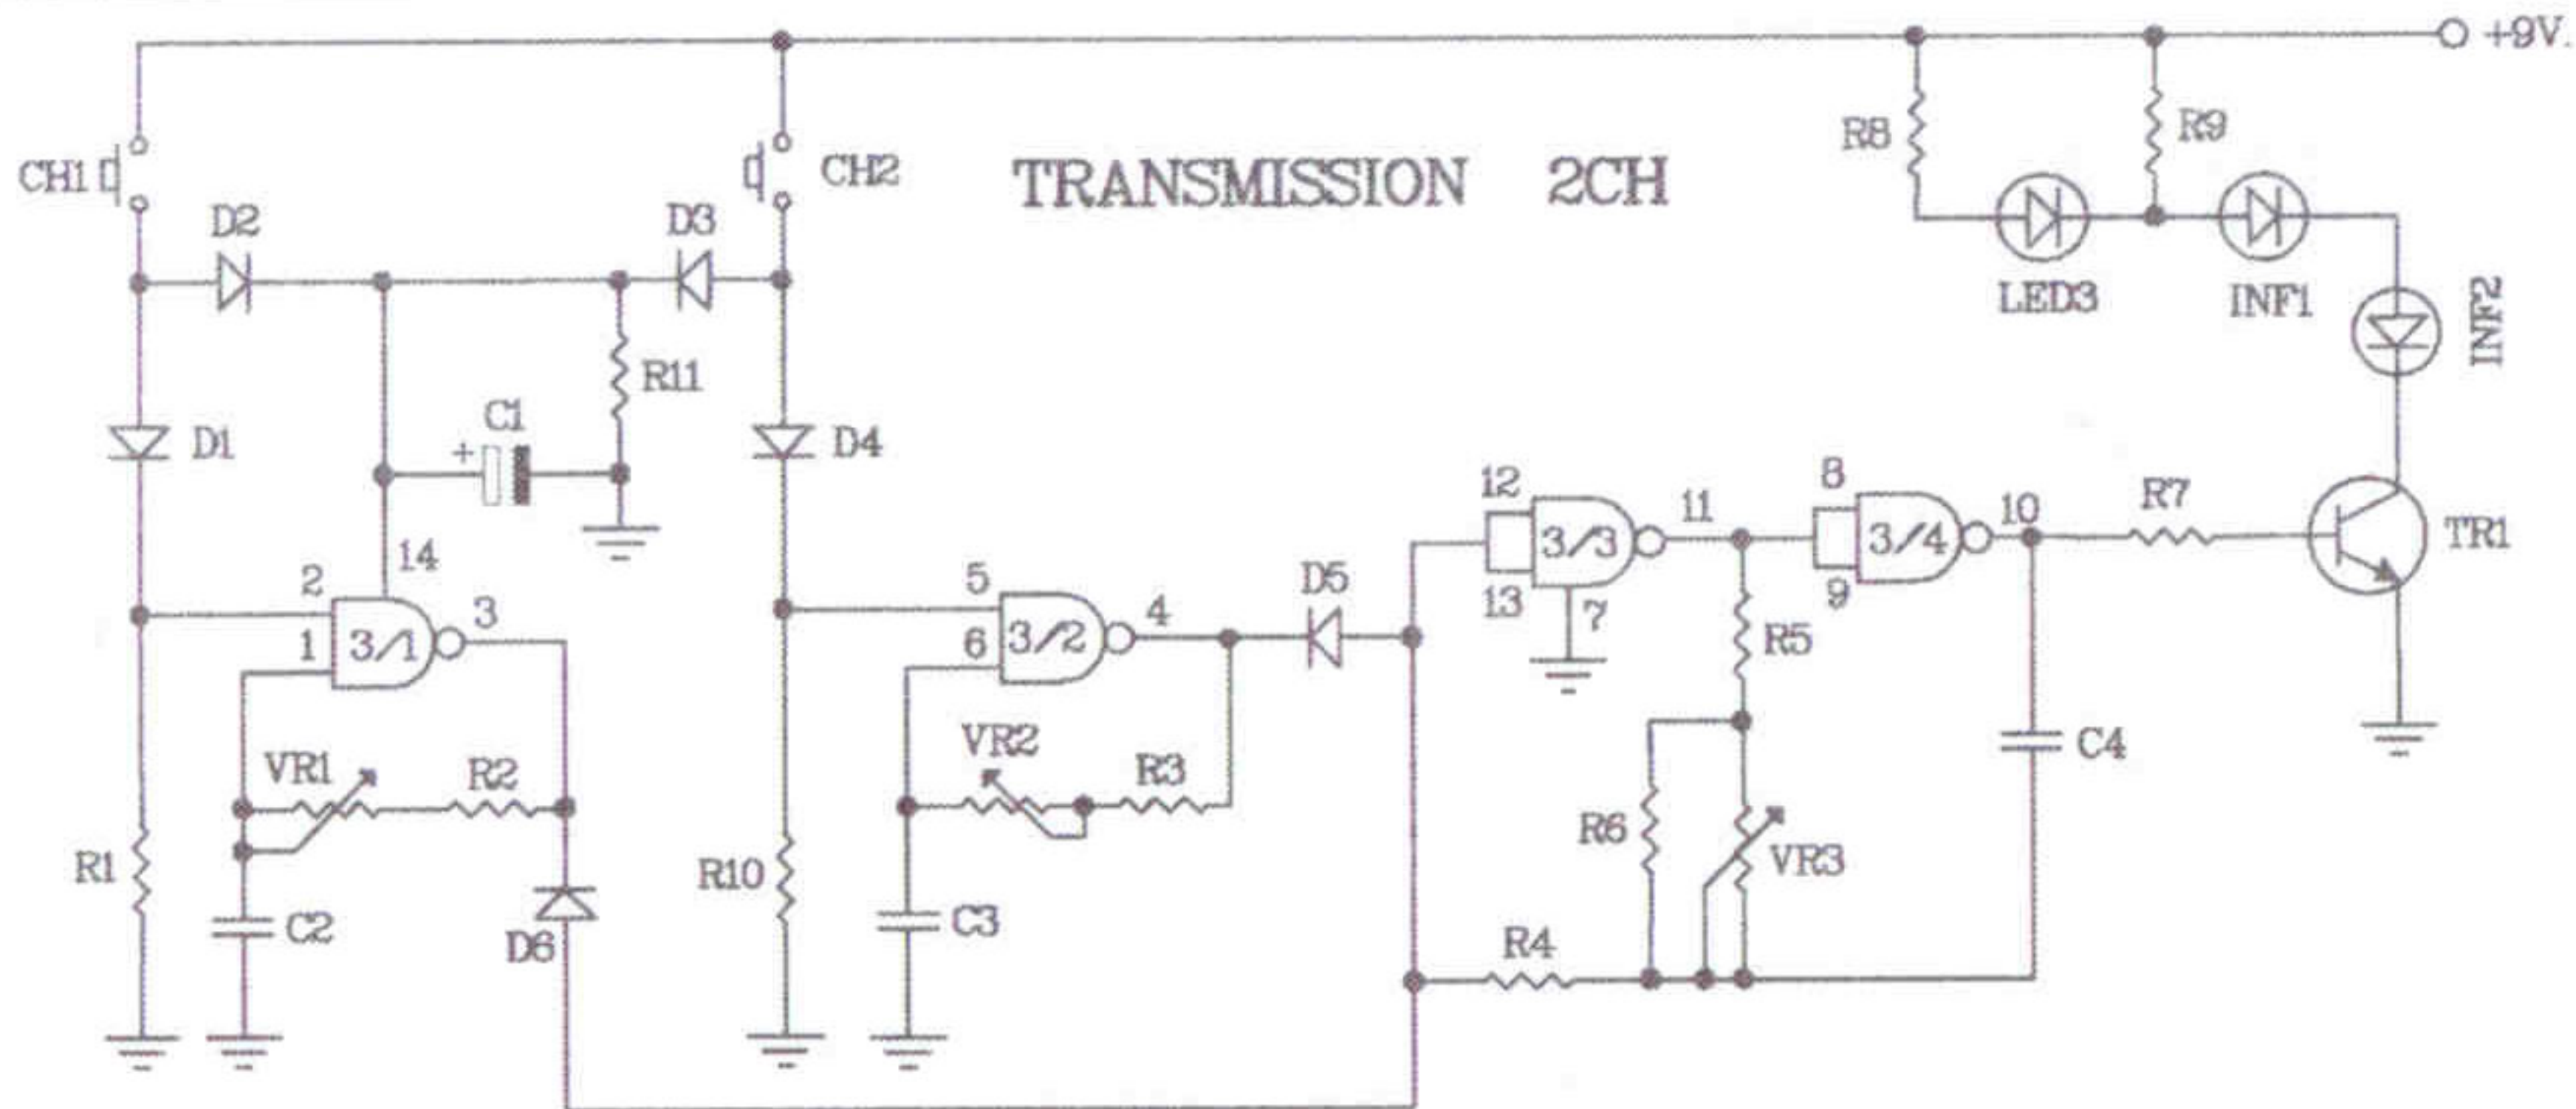 +9V.
CH1
CH2
TRANSMISSION 2CH
R8
R9
D2
D3
LED3
INF1
INF2
R11
C1
+
D1
D4
14
2
1
3/1
3
5
6
3/2
4
D5
12
13
3/3
11
7
8
9
3/4
10
R7
TR1
R5
VR1
R2
VR2
R3
R6
VR3
C4
R1
C2
D6
R10
C3
R4